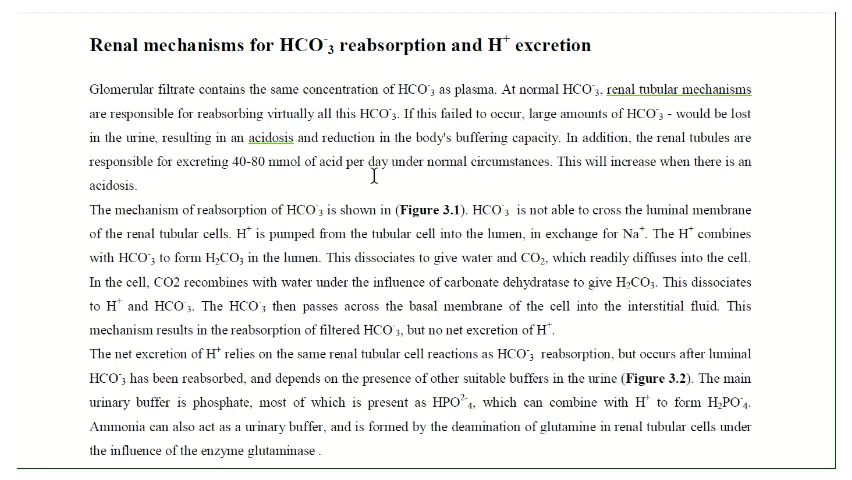 Renal mechanisms for HCO⁻₃ reabsorption and H⁺ excretion
Glomerular filtrate contains the same concentration of HCO⁻₃ as plasma. At normal HCO⁻₃, renal tubular mechanisms
are responsible for reabsorbing virtually all this HCO⁻₃. If this failed to occur, large amounts of HCO⁻₃ - would be lost
in the urine, resulting in an acidosis and reduction in the body's buffering capacity. In addition, the renal tubules are
responsible for excreting 40-80 mmol of acid per day under normal circumstances. This will increase when there is an
acidosis.
The mechanism of reabsorption of HCO⁻₃ is shown in (Figure 3.1). HCO⁻₃ is not able to cross the luminal membrane
of the renal tubular cells. H⁺ is pumped from the tubular cell into the lumen, in exchange for Na⁺. The H⁺ combines
with HCO⁻₃ to form H₂CO₃ in the lumen. This dissociates to give water and CO₂, which readily diffuses into the cell.
In the cell, CO2 recombines with water under the influence of carbonate dehydratase to give H₂CO₃. This dissociates
to H⁺ and HCO⁻₃. The HCO⁻₃ then passes across the basal membrane of the cell into the interstitial fluid. This
mechanism results in the reabsorption of filtered HCO⁻₃, but no net excretion of H⁺.
The net excretion of H⁺ relies on the same renal tubular cell reactions as HCO⁻₃ reabsorption, but occurs after luminal
HCO⁻₃ has been reabsorbed, and depends on the presence of other suitable buffers in the urine (Figure 3.2). The main
urinary buffer is phosphate, most of which is present as HPO²⁻₄, which can combine with H⁺ to form H₂PO⁻₄.
Ammonia can also act as a urinary buffer, and is formed by the deamination of glutamine in renal tubular cells under
the influence of the enzyme glutaminase .